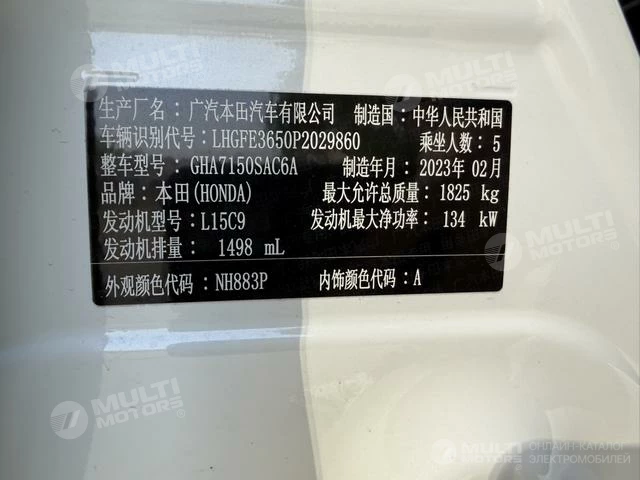 生产厂名：广汽本田汽车有限公司 制造国：中华人民共和国
车辆识别代号：LHGFE3650P2029860 乘坐人数：5
整车型号：GHA7150SAC6A 制造年月：2023年02月
品牌：本田(HONDA) 最大允许总质量：1825 kg
发动机型号：L15C9 发动机最大净功率：134 kW
发动机排量：1498 mL
外观颜色代码：NH883P 内饰颜色代码：A
MULTI MOTORS®
MULTI
MULTI MOTORS®
MULTI MOTORS
ОНЛАЙН-КАТАЛОГ
ЭЛЕКТРОМОБИЛЕЙ